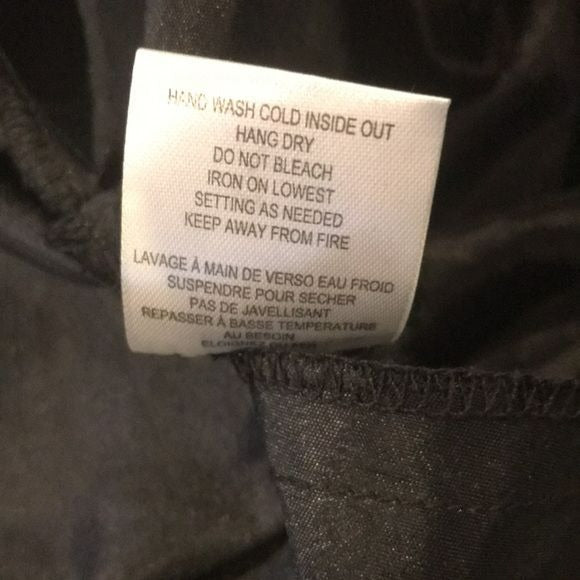 HAND WASH COLD INSIDE OUT
HANG DRY
DO NOT BLEACH
IRON ON LOWEST
SETTING AS NEEDED
KEEP AWAY FROM FIRE
LAVAGE À MAIN DE VERSO EAU FROID
SUSPENDRE POUR SECHER
PAS DE JAVELLISANT
REPASSER À BASSE TEMPERATURE
AU BESOIN